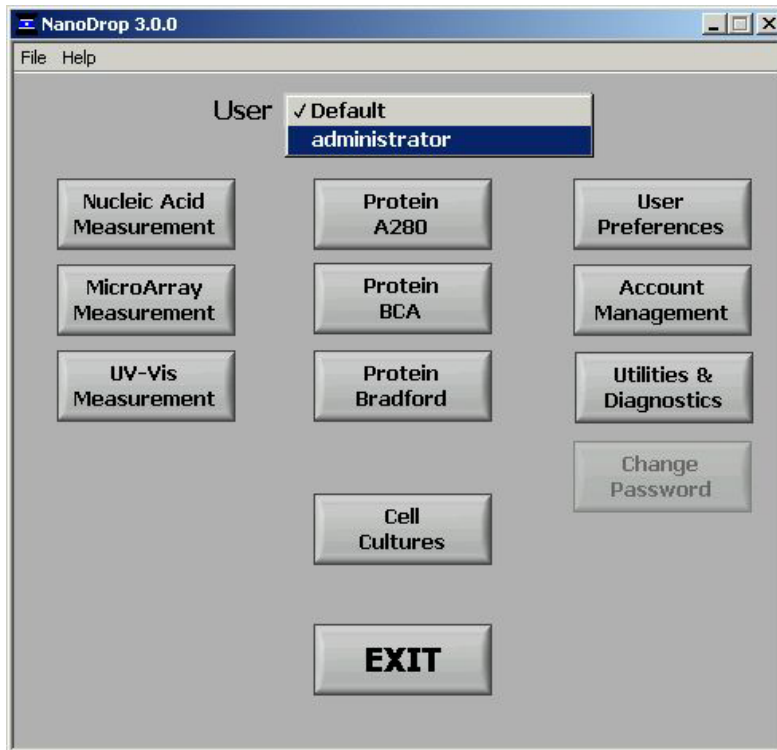 NanoDrop 3.0.0
File Help
User
✓ Default
administrator
Nucleic Acid
Measurement
Protein
A280
User
Preferences
MicroArray
Measurement
Protein
BCA
Account
Management
UV-Vis
Measurement
Protein
Bradford
Utilities &
Diagnostics
Change
Password
Cell
Cultures
EXIT